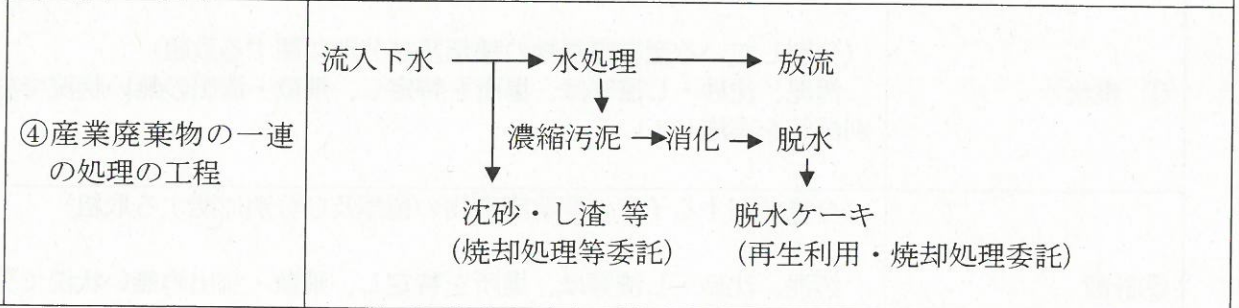 ④産業廃棄物の一連
の処理の工程
流入下水 → 水処理 → 放流
濃縮汚泥 → 消化 → 脱水
沈砂・し渣 等 脱水ケーキ
(焼却処理等委託) (再生利用・焼却処理委託)